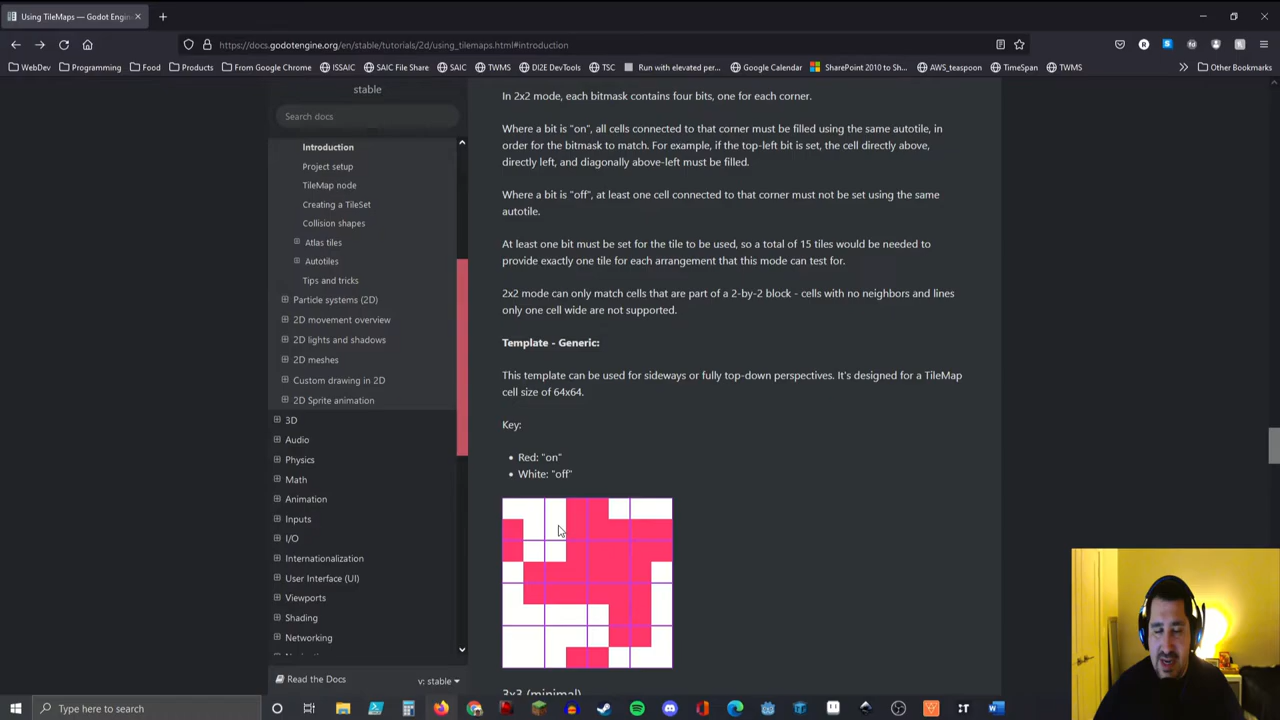 Using TileMaps — Godot Engin
https://docs.godotengine.org/en/stable/tutorials/2d/using_tilemaps.html#introduction
WebDev Programming Food Products From Google Chrome ISSAIC SAIC File Share SAIC TWMS DI2E DevTools TSC Run with elevated per... Google Calendar SharePoint 2010 to Sh... AWS_teaspoon TimeSpan TWMS Other Bookmarks
stable
Search docs
Introduction
Project setup
TileMap node
Creating a TileSet
Collision shapes
Atlas tiles
Autotiles
Tips and tricks
Particle systems (2D)
2D movement overview
2D lights and shadows
2D meshes
Custom drawing in 2D
2D Sprite animation
3D
Audio
Physics
Math
Animation
Inputs
I/O
Internationalization
User Interface (UI)
Viewports
Shading
Networking
Read the Docs v: stable
In 2x2 mode, each bitmask contains four bits, one for each corner.
Where a bit is "on", all cells connected to that corner must be filled using the same autotile, in
order for the bitmask to match. For example, if the top-left bit is set, the cell directly above,
directly left, and diagonally above-left must be filled.
Where a bit is "off", at least one cell connected to that corner must not be set using the same
autotile.
At least one bit must be set for the tile to be used, so a total of 15 tiles would be needed to
provide exactly one tile for each arrangement that this mode can test for.
2x2 mode can only match cells that are part of a 2-by-2 block - cells with no neighbors and lines
only one cell wide are not supported.
Template - Generic:
This template can be used for sideways or fully top-down perspectives. It's designed for a TileMap
cell size of 64x64.
Key:
Red: "on"
White: "off"
3x3 (minimal)
Type here to search